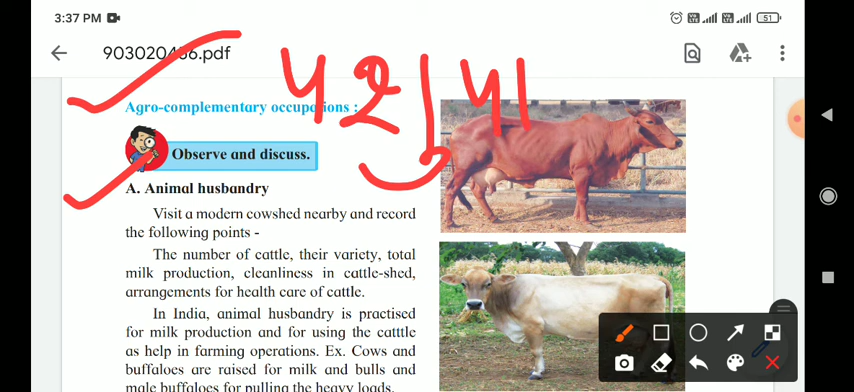 3:37 PM
51
903020486.pdf
पशुपा
Agro-complementary occupations :
Observe and discuss.
A. Animal husbandry
Visit a modern cowshed nearby and record
the following points -
The number of cattle, their variety, total
milk production, cleanliness in cattle-shed,
arrangements for health care of cattle.
In India, animal husbandry is practised
for milk production and for using the catttle
as help in farming operations. Ex. Cows and
buffaloes are raised for milk and bulls and
male buffaloes for pulling the heavy loads.